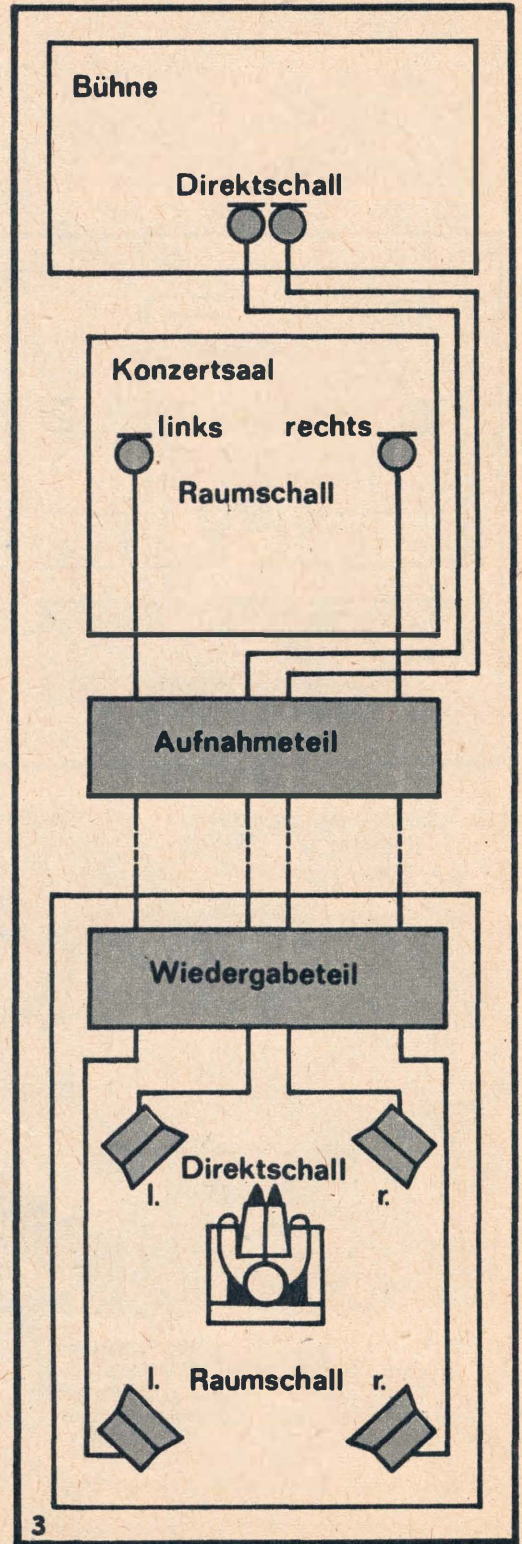 Bühne
Direktschall
Konzertsaal
links rechts
Raumschall
Aufnahmeteil
Wiedergabeteil
Direktschall
l. r.
l. Raumschall r.
3